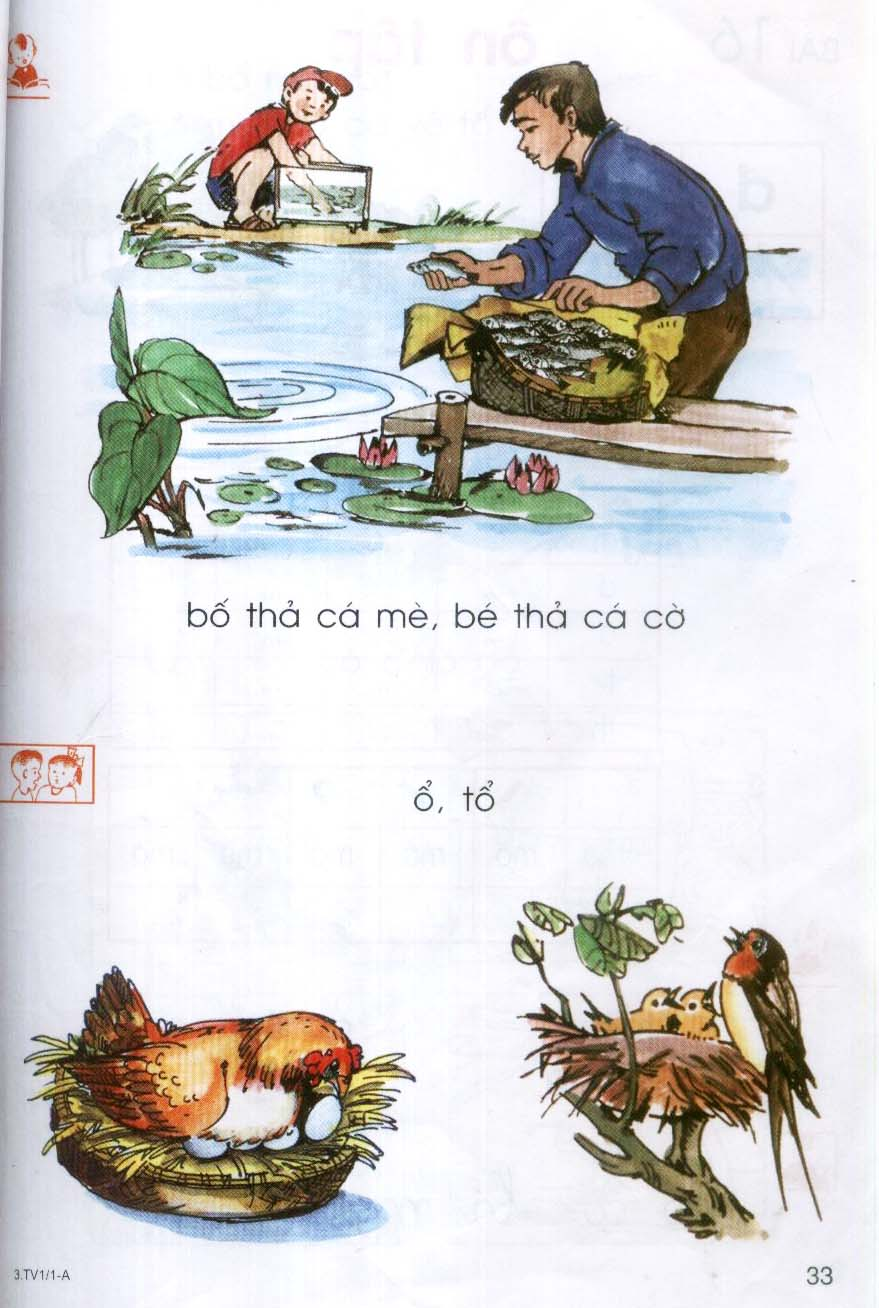 bố thả cá mè, bé thả cá cờ
ổ, tổ
3.TV1/1-A
33